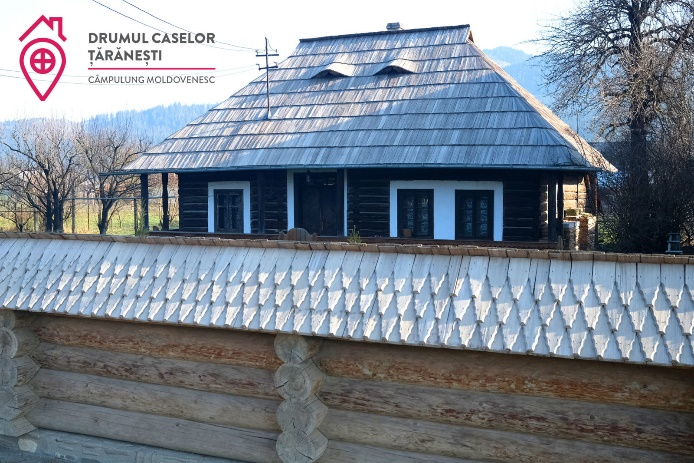 DRUMUL CASELOR
ȚĂRĂNEȘTI
CÂMPULUNG MOLDOVENESC